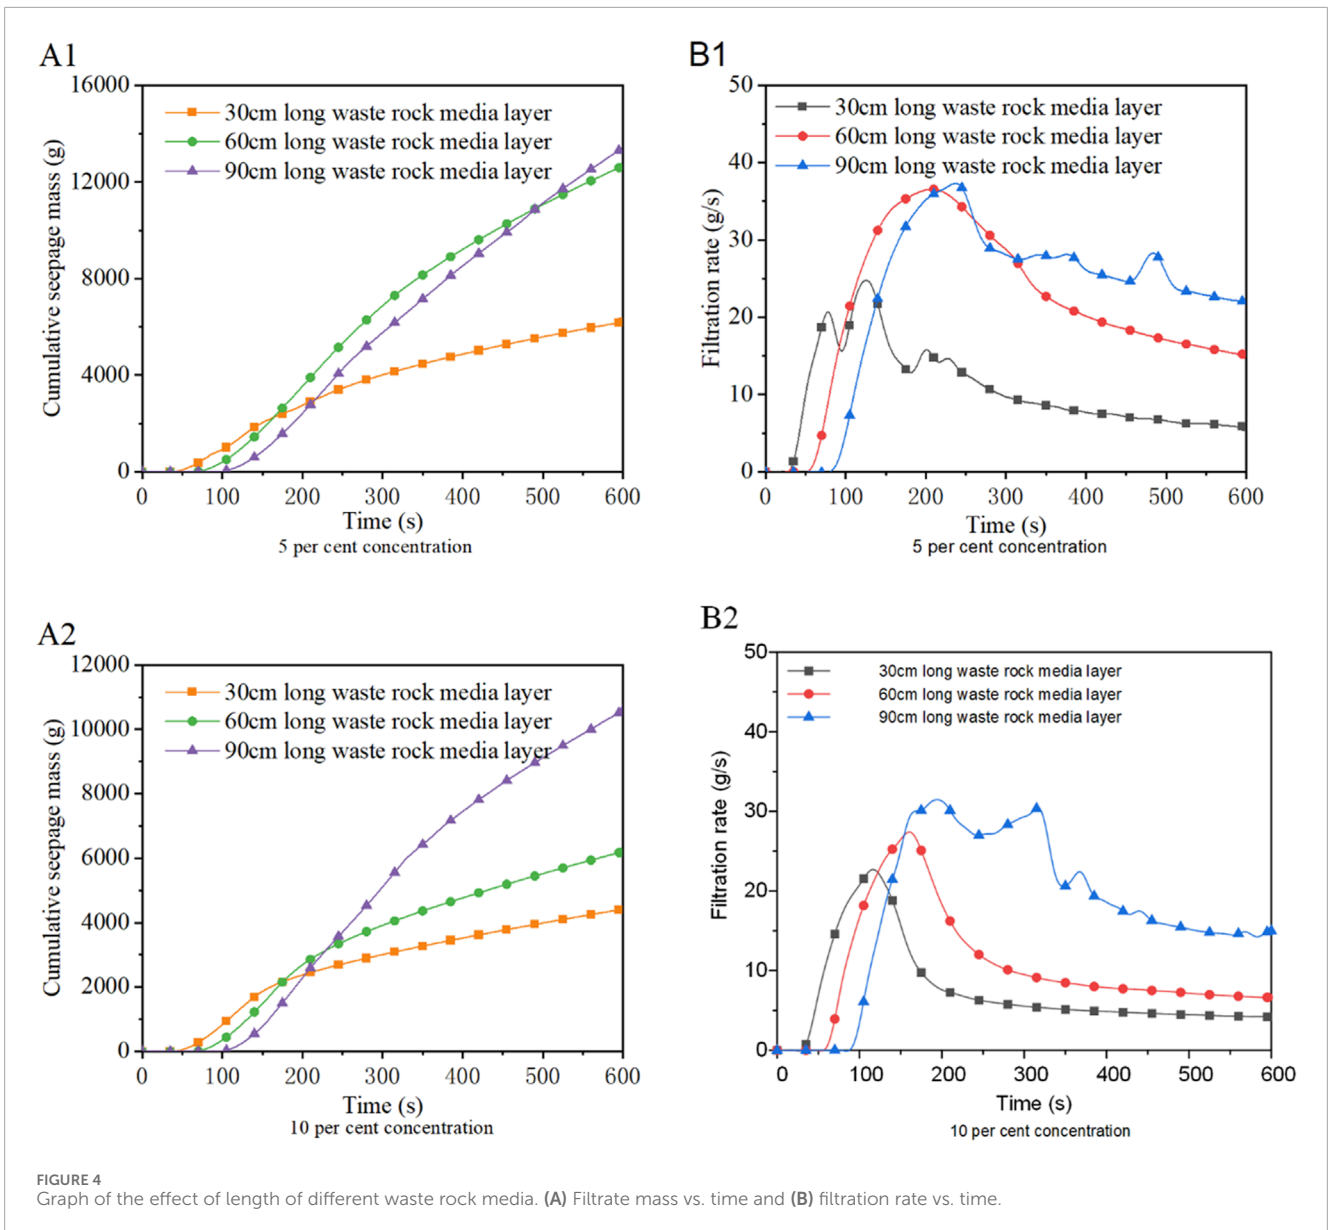 A1
16000
12000
8000
4000
0
Cumulative seepage mass (g)
30cm long waste rock media layer
60cm long waste rock media layer
90cm long waste rock media layer
0 100 200 300 400 500 600
Time (s)
5 per cent concentration
B1
50
40
30
20
10
0
Filtration rate (g/s)
30cm long waste rock media layer
60cm long waste rock media layer
90cm long waste rock media layer
0 100 200 300 400 500 600
Time (s)
5 per cent concentration
A2
12000
10000
8000
6000
4000
2000
0
Cumulative seepage mass (g)
30cm long waste rock media layer
60cm long waste rock media layer
90cm long waste rock media layer
0 100 200 300 400 500 600
Time (s)
10 per cent concentration
B2
50
40
30
20
10
0
Filtration rate (g/s)
30cm long waste rock media layer
60cm long waste rock media layer
90cm long waste rock media layer
0 100 200 300 400 500 600
Time (s)
10 per cent concentration
FIGURE 4
Graph of the effect of length of different waste rock media. (A) Filtrate mass vs. time and (B) filtration rate vs. time.